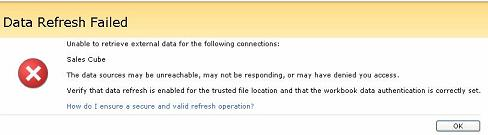 Data Refresh Failed
Unable to retrieve external data for the following connections:
Sales Cube
The data sources may be unreachable, may not be responding, or may have denied you access.
Verify that data refresh is enabled for the trusted file location and that the workbook data authentication is correctly set.
How do I ensure a secure and valid refresh operation?
OK